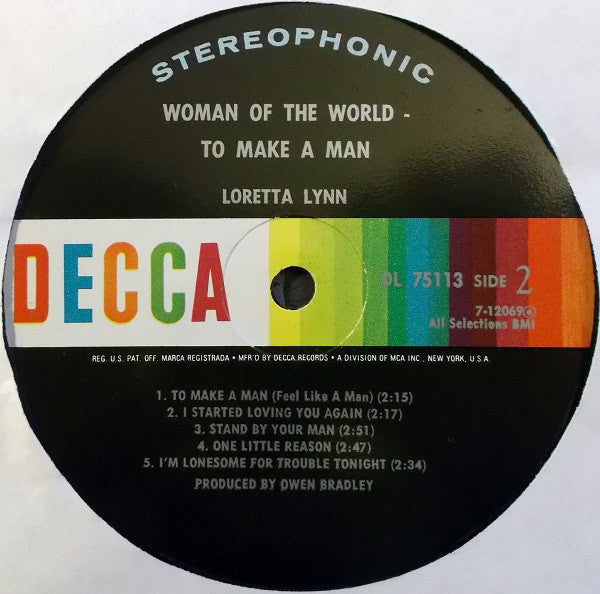 STEREOPHONIC
WOMAN OF THE WORLD -
TO MAKE A MAN
LORETTA LYNN
DECCA
DL 75113 SIDE 2
7-12069
All Selections BMI
REG. U.S. PAT. OFF. MARCA REGISTRADA • MFR'D BY DECCA RECORDS • A DIVISION OF MCA INC., NEW YORK, U.S.A.
1. TO MAKE A MAN (Feel Like A Man) (2:15)
2. I STARTED LOVING YOU AGAIN (2:17)
3. STAND BY YOUR MAN (2:51)
4. ONE LITTLE REASON (2:47)
5. I'M LONESOME FOR TROUBLE TONIGHT (2:34)
PRODUCED BY OWEN BRADLEY